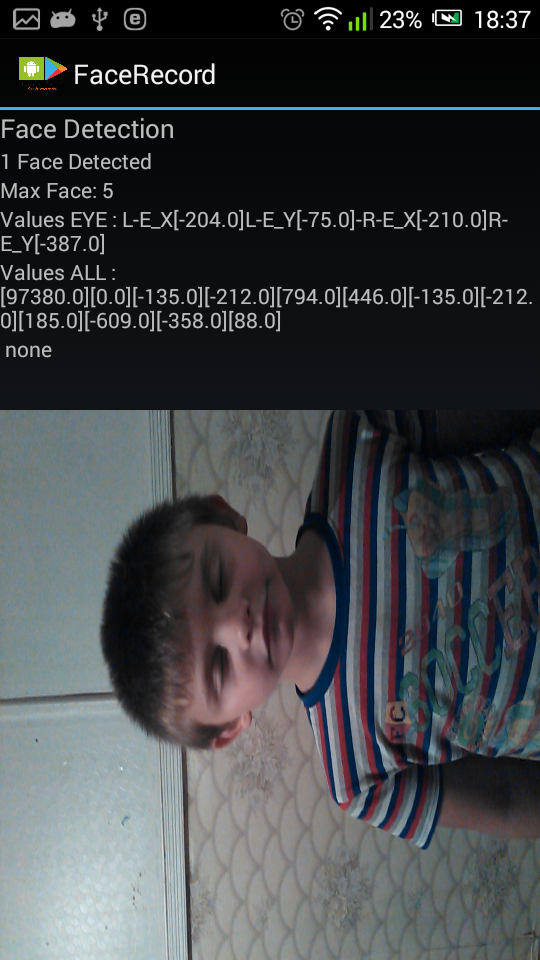 23% 18:37
FaceRecord
Face Detection
1 Face Detected
Max Face: 5
Values EYE : L-E_X[-204.0]L-E_Y[-75.0]-R-E_X[-210.0]R-
E_Y[-387.0]
Values ALL :
[97380.0][0.0][-135.0][-212.0][794.0][446.0][-135.0][-212.
0][185.0][-609.0][-358.0][88.0]
none
SOCCER
FC